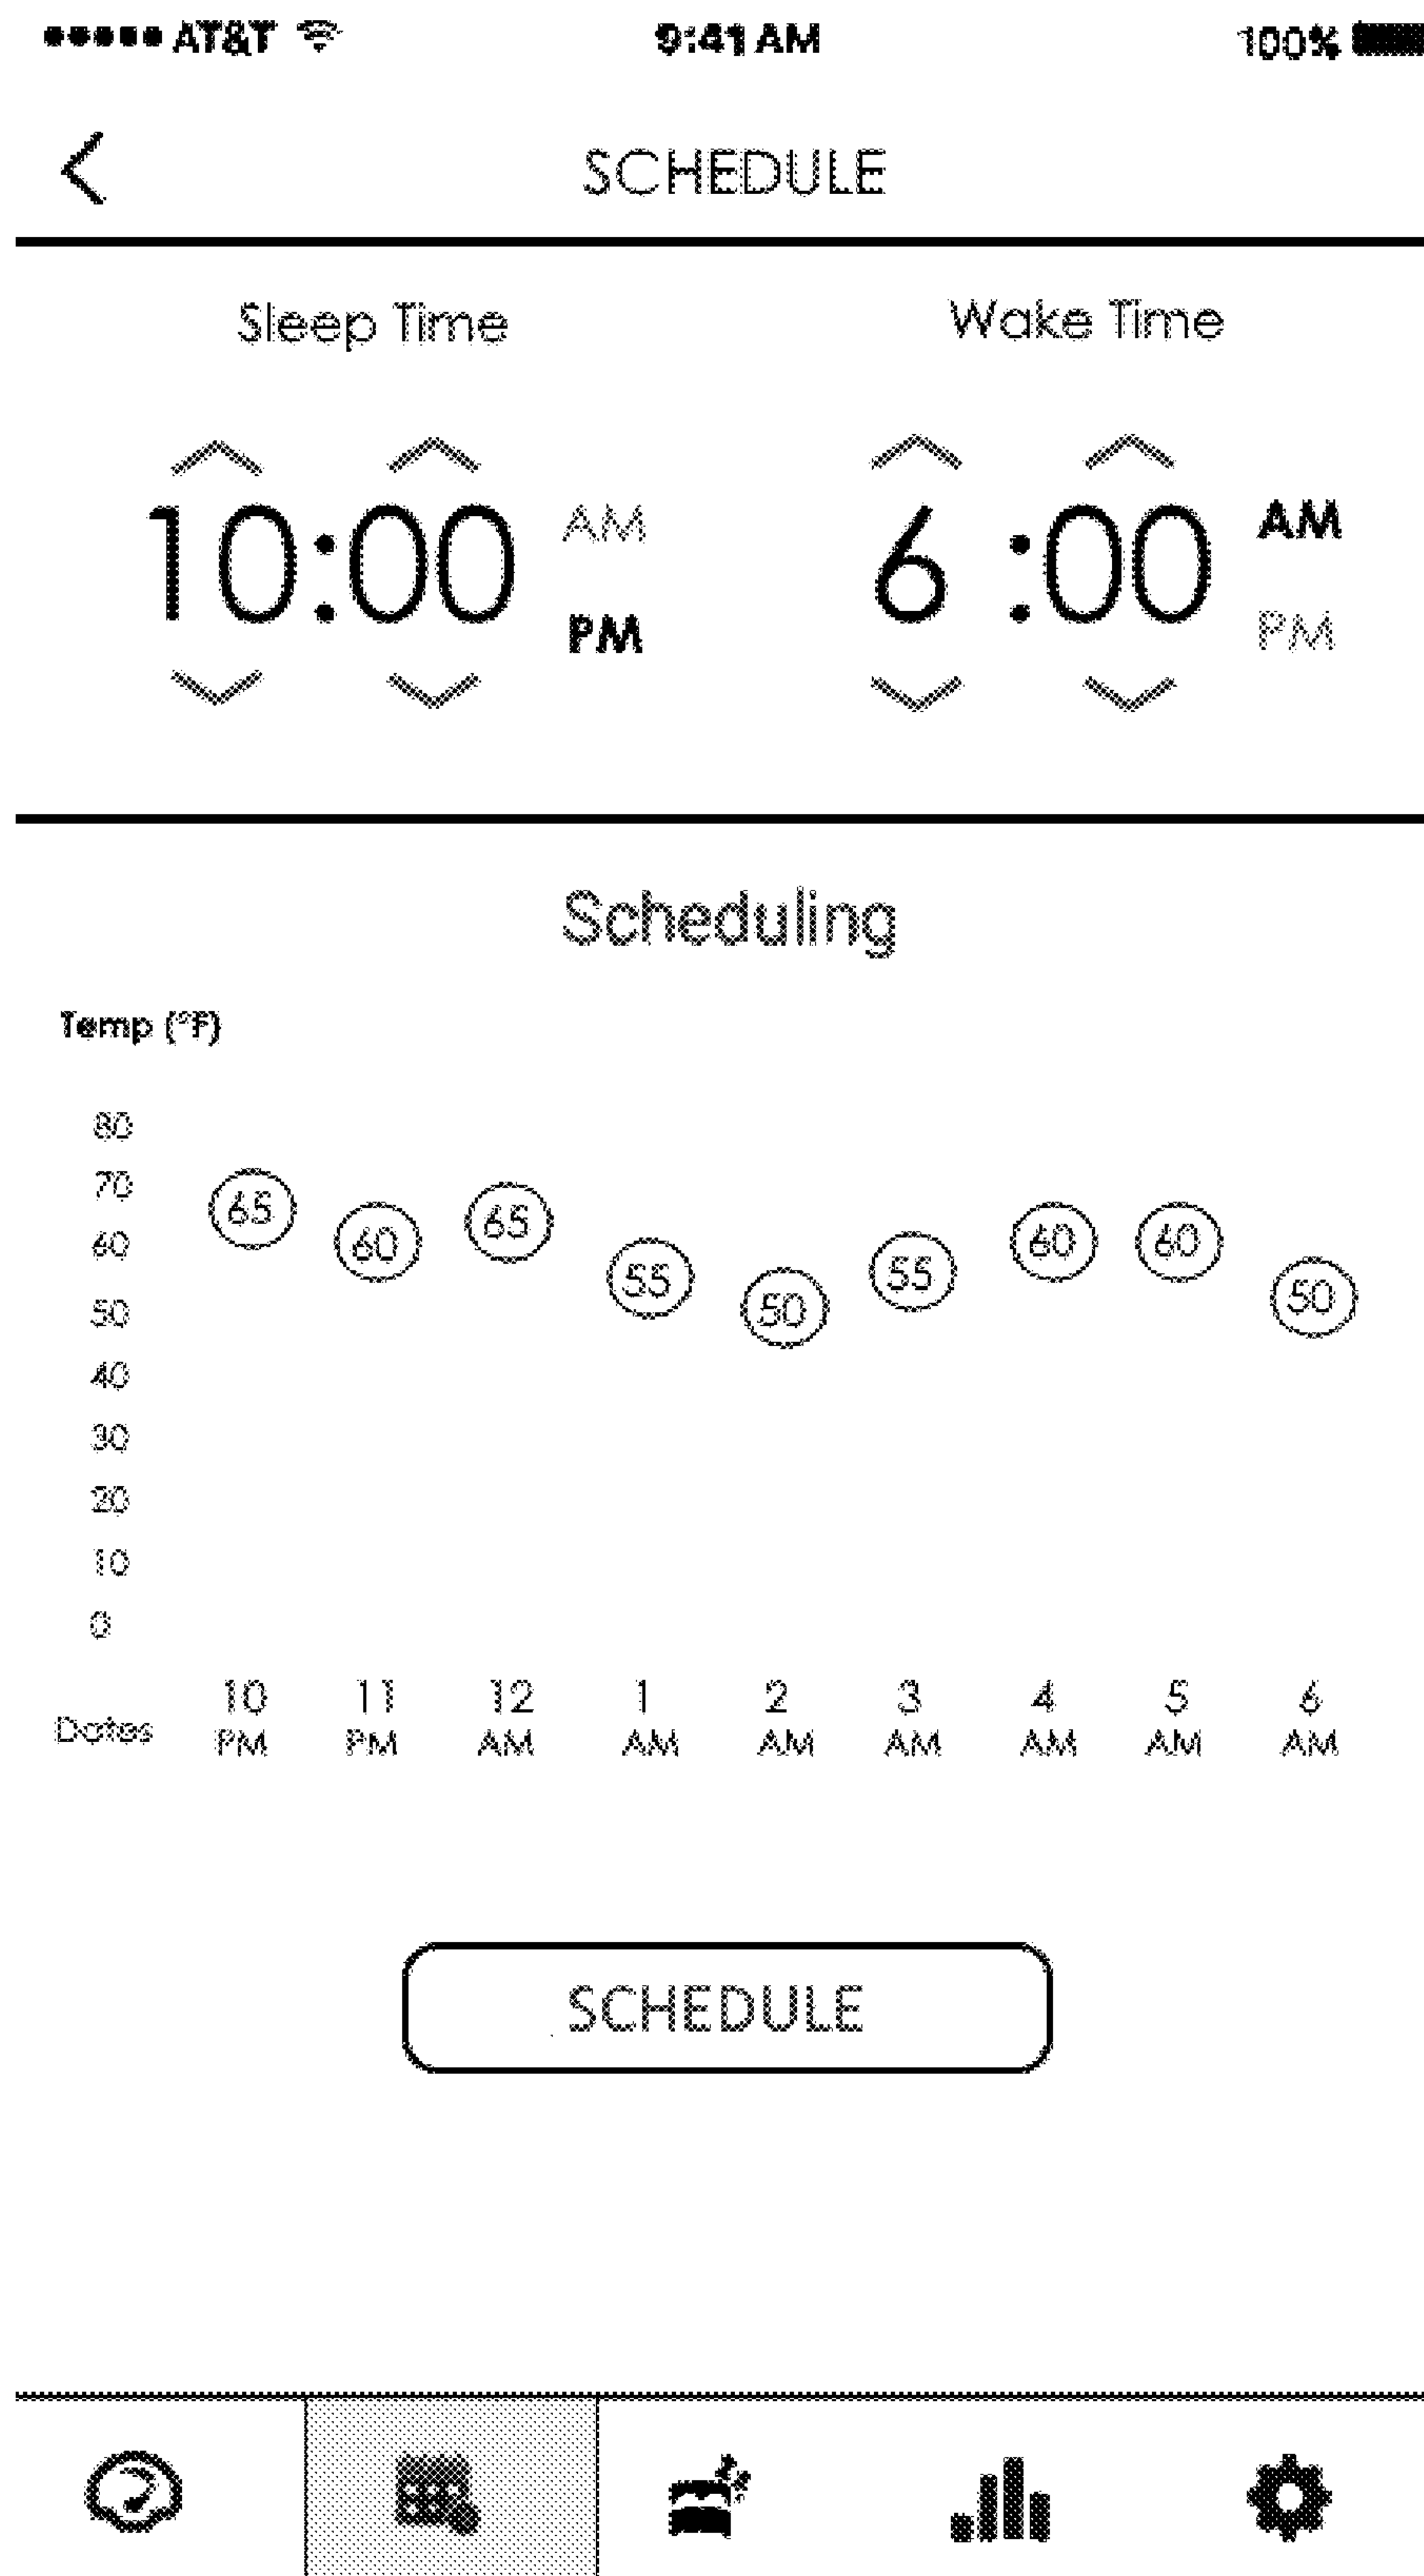 AT&T 9:41 AM 100%
SCHEDULE
Sleep Time Wake Time
10:00 AM PM 6:00 AM PM
Scheduling
Temp (°F)
80
70
60
50
40
30
20
10
0
65 60 65 55 50 55 60 60 50
10 11 12 1 2 3 4 5 6
Dates PM PM AM AM AM AM AM AM AM
SCHEDULE